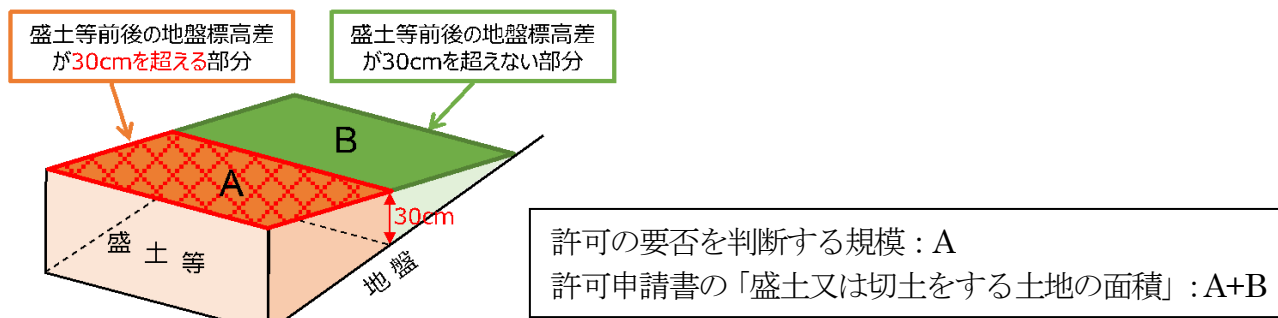 盛土等前後の地盤標高差
が30cmを超える部分
盛土等前後の地盤標高差
が30cmを超えない部分
B
A
30cm
盛土等
地盤
許可の要否を判断する規模：A
許可申請書の「盛土又は切土をする土地の面積」：A+B